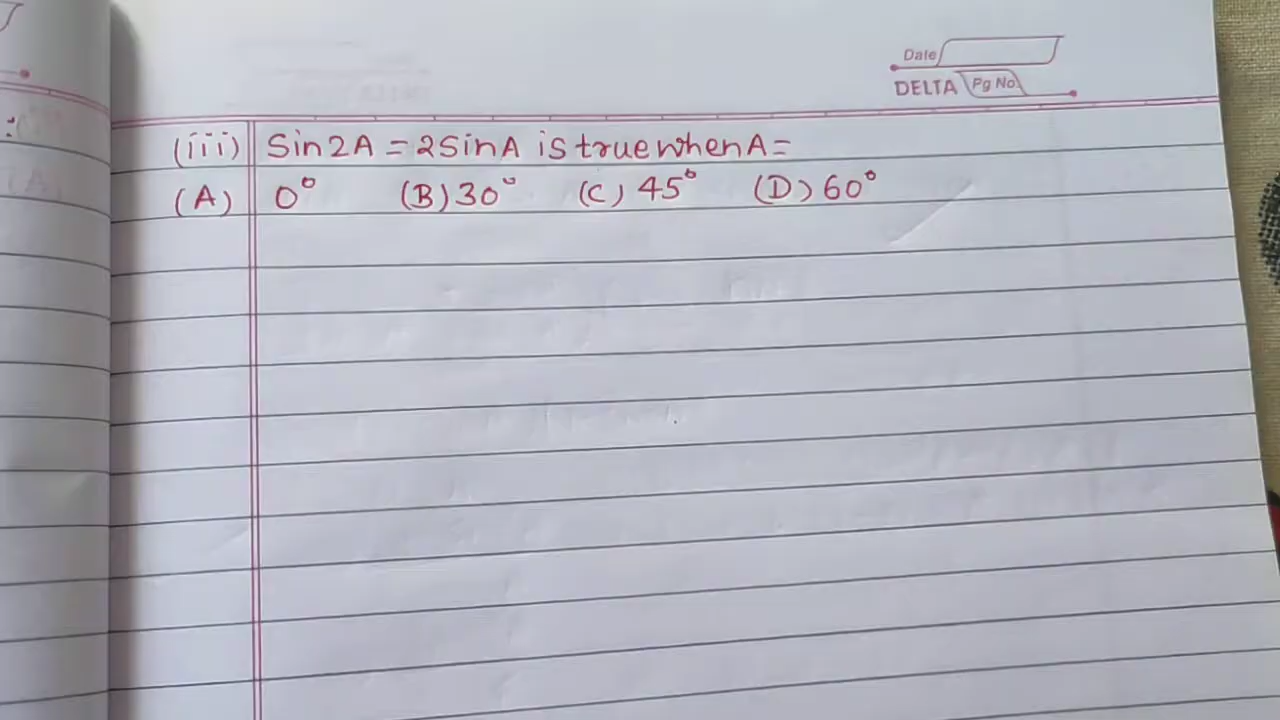 Date
DELTA Pg No
(iii) Sin2A = 2SinA is true when A =
(A) 0° (B) 30° (C) 45° (D) 60°